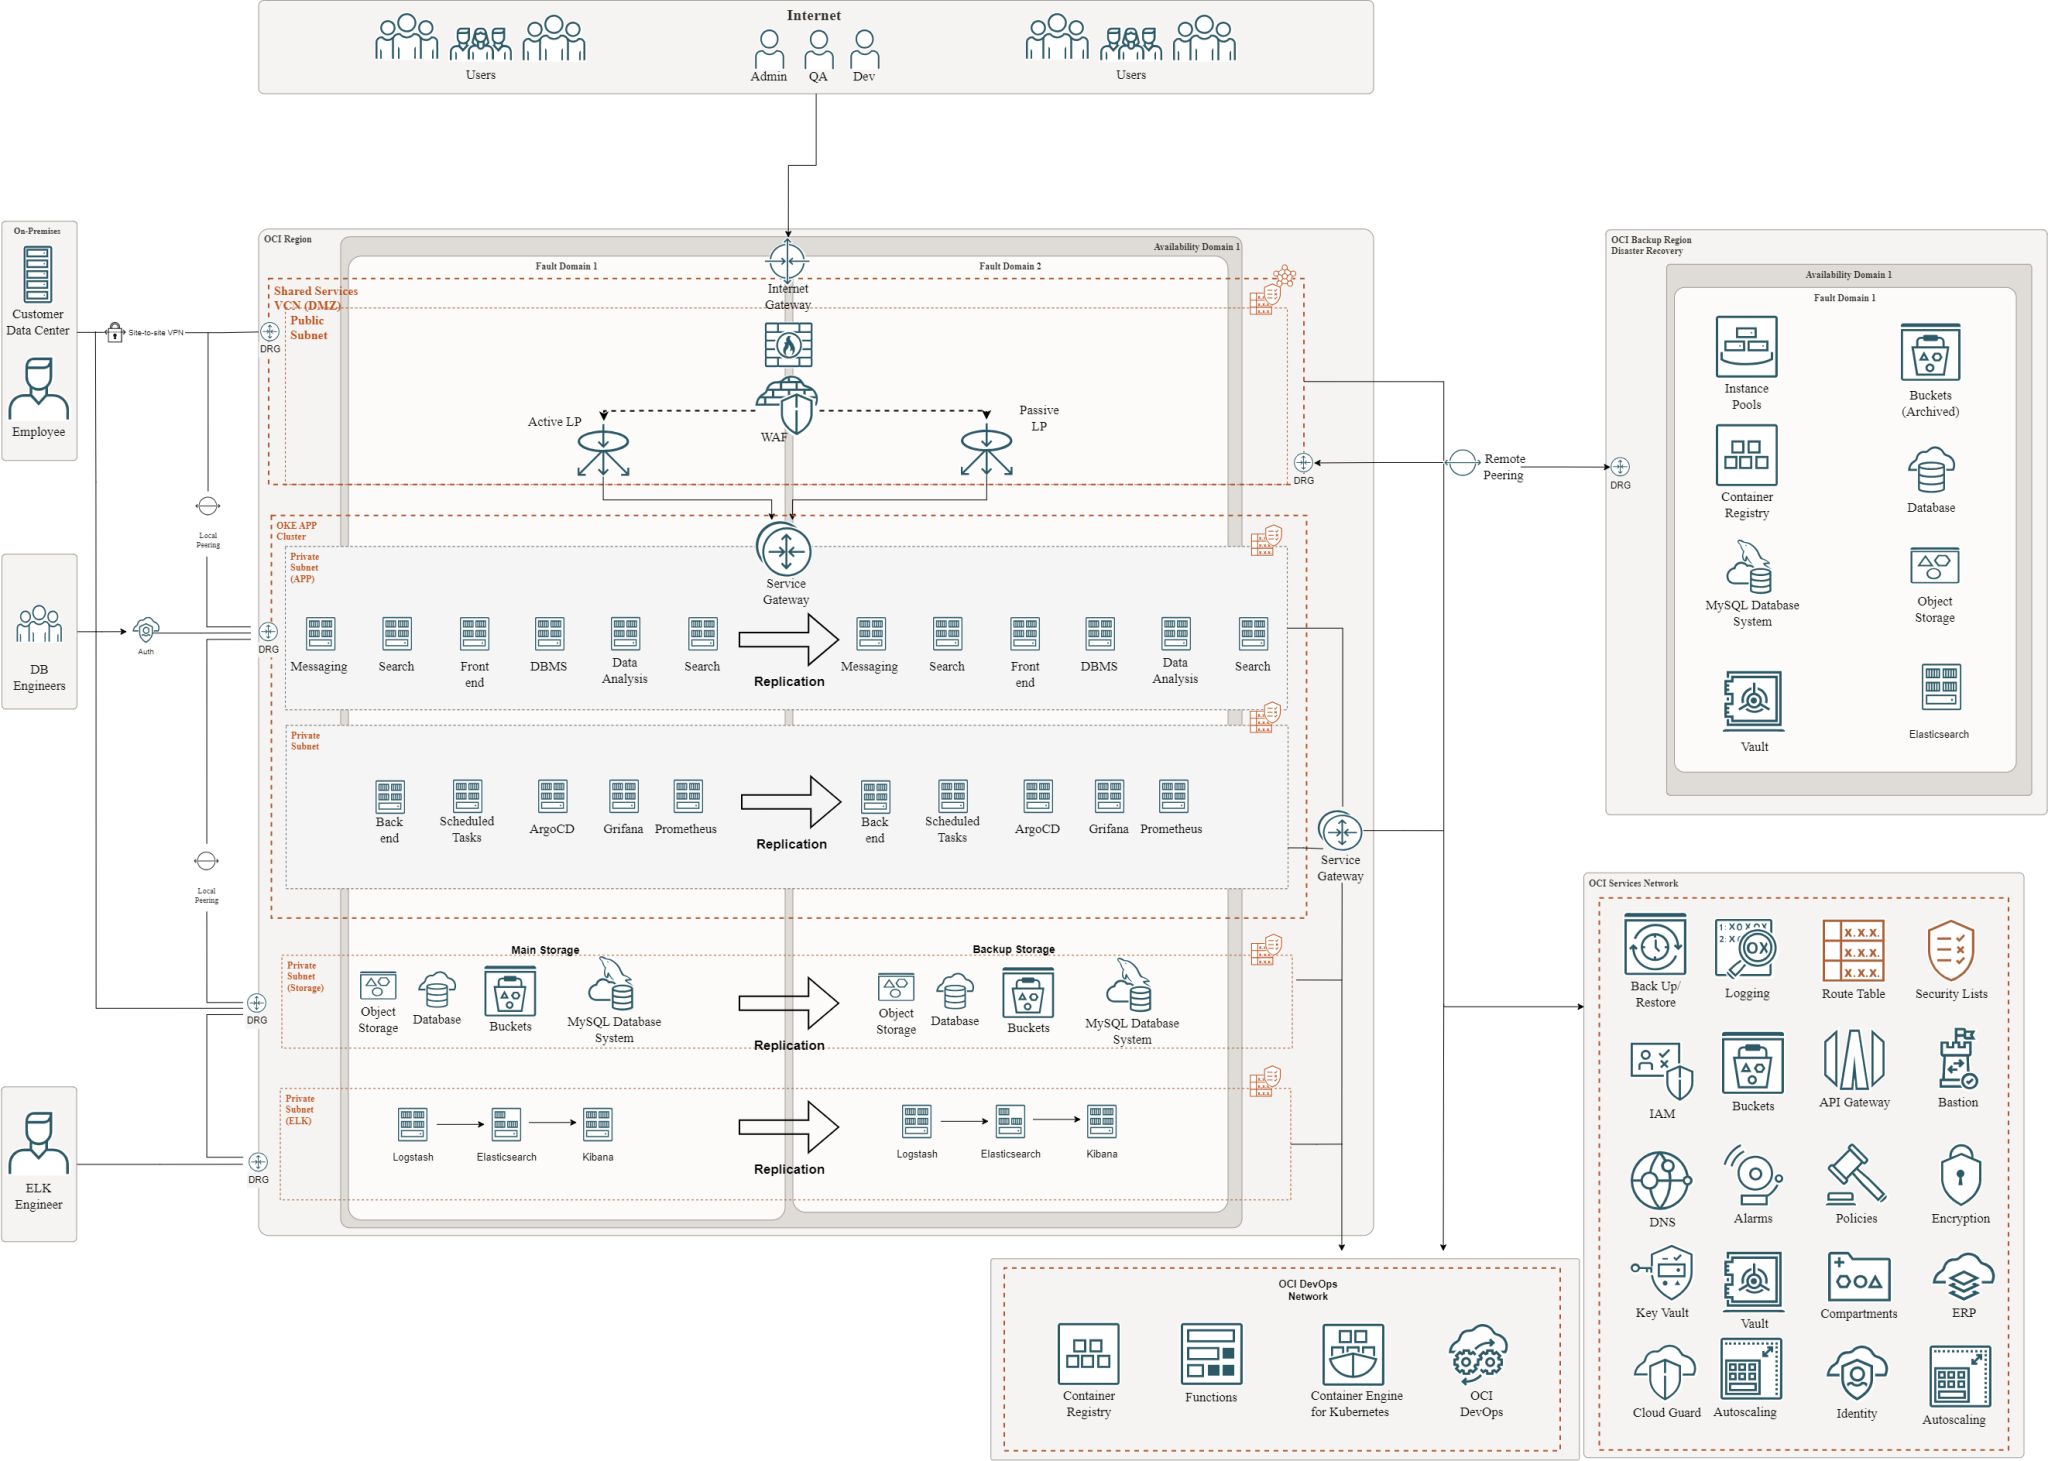 Internet
Users
Admin
QA
Dev
Users
On-Premises
Customer
Data Center
Employee
Site-to-site VPN
DRG
Local
Peering
DB
Engineers
Auth
DRG
Local
Peering
DRG
ELK
Engineer
DRG
OCI Region
Availability Domain 1
Fault Domain 1
Fault Domain 2
Internet
Gateway
Shared Services
VCN (DMZ)
Public
Subnet
WAF
Active LP
Passive
LP
DRG
Remote
Peering
OKE APP
Cluster
Private
Subnet
(APP)
Service
Gateway
Messaging
Search
Front
end
DBMS
Data
Analysis
Search
Replication
Messaging
Search
Front
end
DBMS
Data
Analysis
Search
Private
Subnet
Back
end
Scheduled
Tasks
ArgoCD
Grifana
Prometheus
Replication
Back
end
Scheduled
Tasks
ArgoCD
Grifana
Prometheus
Service
Gateway
Main Storage
Backup Storage
Private
Subnet
(Storage)
Object
Storage
Database
Buckets
MySQL Database
System
Replication
Object
Storage
Database
Buckets
MySQL Database
System
Private
Subnet
(ELK)
Logstash
Elasticsearch
Kibana
Replication
Logstash
Elasticsearch
Kibana
OCI Backup Region
Disaster Recovery
Availability Domain 1
Fault Domain 1
DRG
Instance
Pools
Buckets
(Archived)
Container
Registry
Database
MySQL Database
System
Object
Storage
Vault
Elasticsearch
OCI Services Network
Back Up/
Restore
1: X O X O X
2: X
OX
Logging
X.X.X.
X.X.X.
X.X.X.
Route Table
Security Lists
IAM
Buckets
API Gateway
Bastion
DNS
Alarms
Policies
Encryption
Key Vault
Vault
Compartments
ERP
Cloud Guard
Autoscaling
Identity
Autoscaling
OCI DevOps
Network
Container
Registry
Functions
Container Engine
for Kubernetes
OCI
DevOps